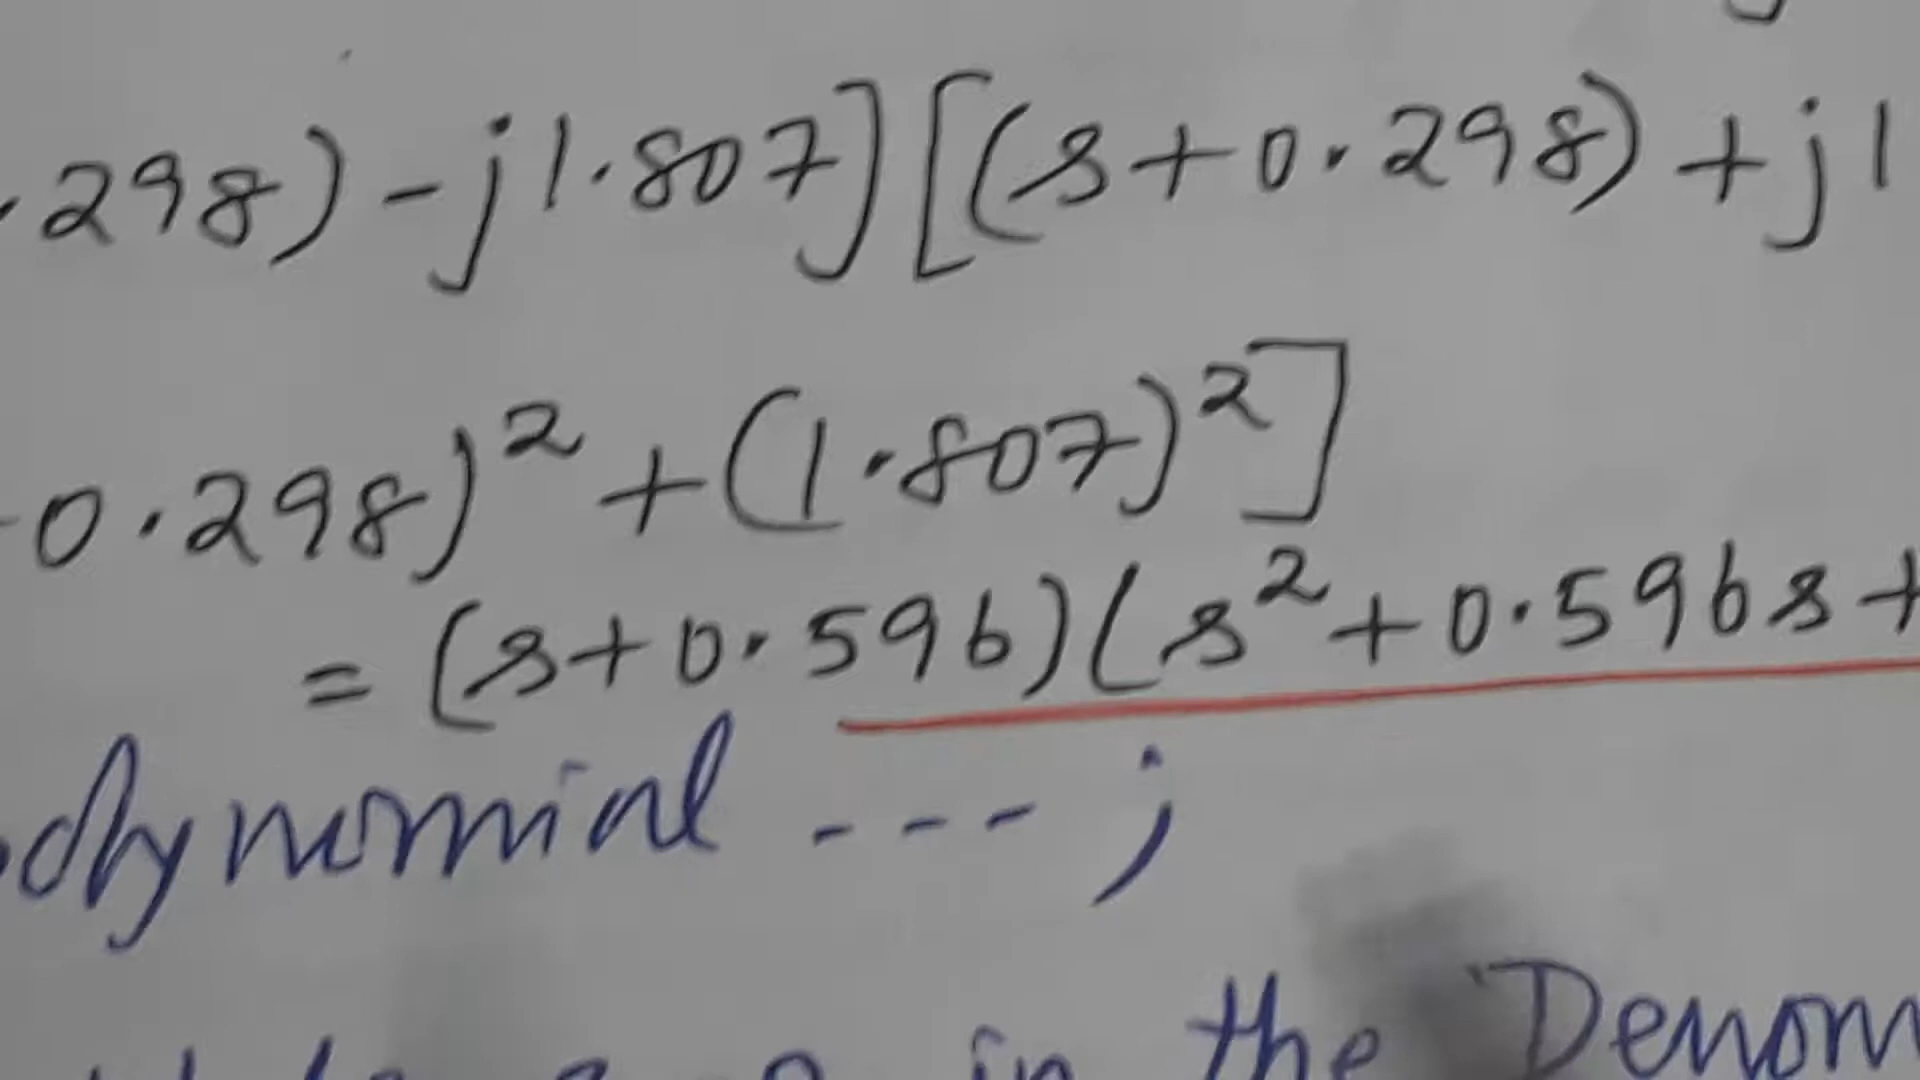 .298) - j1.807] [(s+0.298) + j1
0.298)² + (1.807)²]
= (s+0.596)(s²+0.596s+
olynomial - - - ;
in the Denom